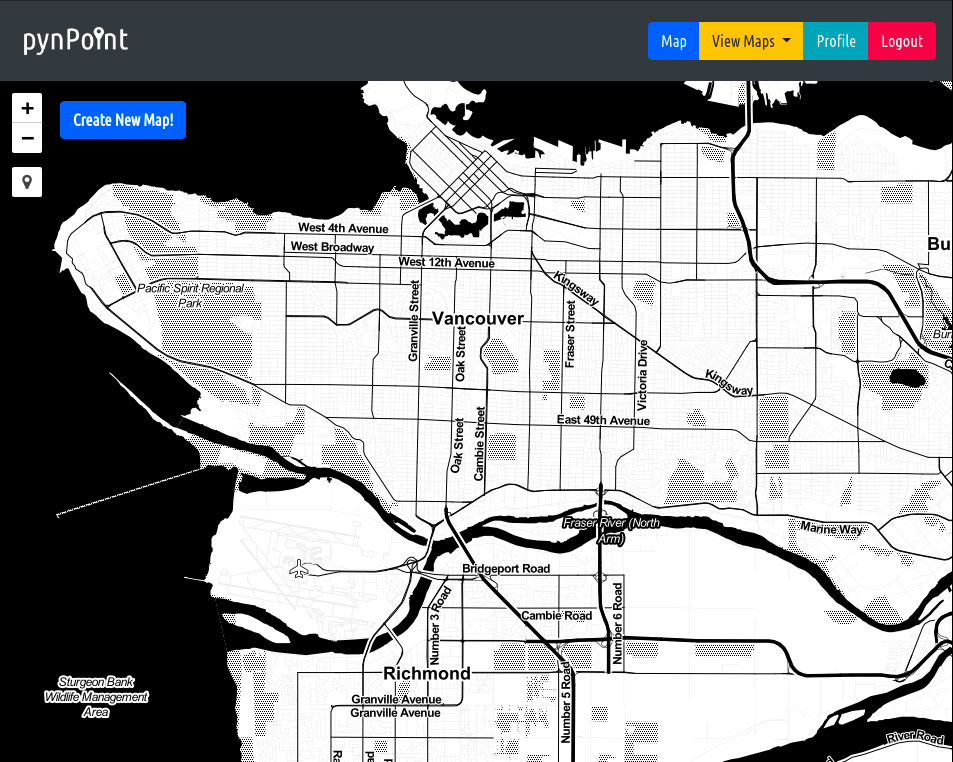 pynPoint
Map
View Maps
Profile
Logout
+
−
Create New Map!
West 4th Avenue
West Broadway
West 12th Avenue
Pacific Spirit Regional
Park
Kingsway
Granville Street
Vancouver
Oak Street
Fraser Street
Victoria Drive
Kingsway
East 49th Avenue
Oak Street
Cambie Street
Fraser River (North
Arm)
Marine Way
Bridgeport Road
Number 3 Road
Cambie Road
Number 6 Road
Richmond
Sturgeon Bank
Wildlife Management
Area
Granville Avenue
Granville Avenue
Number 5 Road
River Road
Bu
Bur